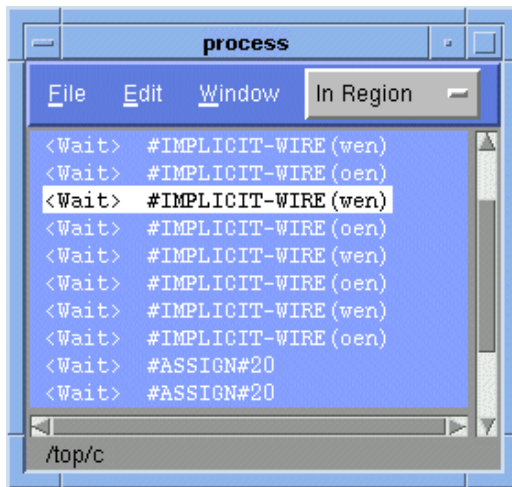 process
File Edit Window In Region
<Wait> #IMPLICIT-WIRE(wen)
<Wait> #IMPLICIT-WIRE(oen)
<Wait> #IMPLICIT-WIRE(wen)
<Wait> #IMPLICIT-WIRE(oen)
<Wait> #IMPLICIT-WIRE(wen)
<Wait> #IMPLICIT-WIRE(oen)
<Wait> #IMPLICIT-WIRE(wen)
<Wait> #IMPLICIT-WIRE(oen)
<Wait> #ASSIGN#20
<Wait> #ASSIGN#20
/top/c